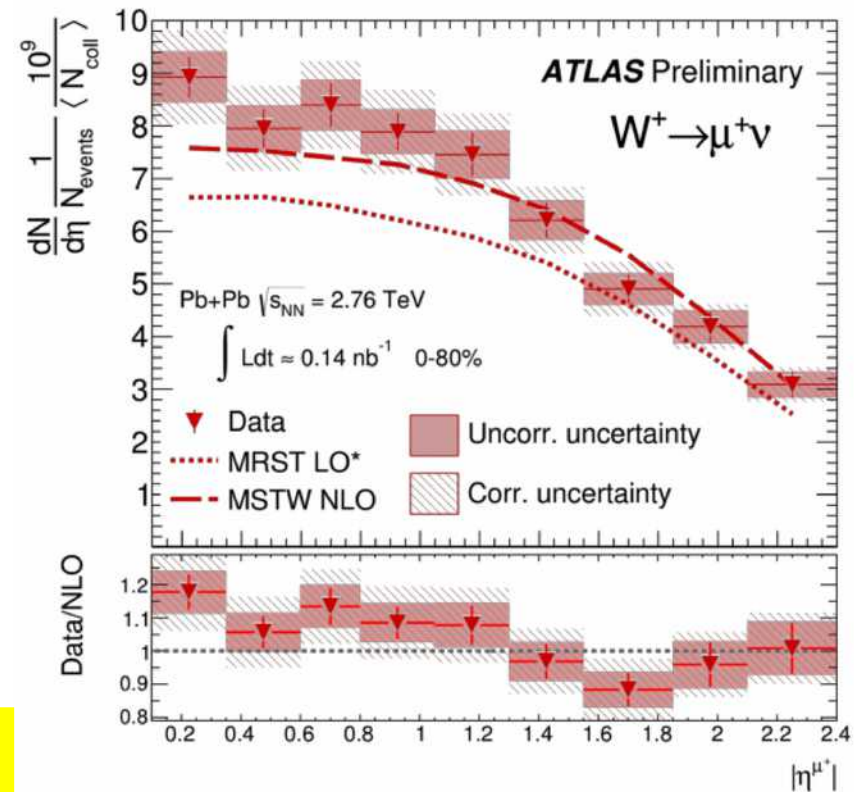 dN/dη 1/N_events 10^9/⟨N_coll⟩
10
9
8
7
6
5
4
3
2
1
ATLAS Preliminary
W⁺→μ⁺ν
Pb+Pb √s_NN = 2.76 TeV
∫ Ldt ≈ 0.14 nb⁻¹ 0-80%
Data
MRST LO*
MSTW NLO
Uncorr. uncertainty
Corr. uncertainty
Data/NLO
1.2
1.1
1
0.9
0.8
0.2 0.4 0.6 0.8 1 1.2 1.4 1.6 1.8 2 2.2 2.4
|η^μ⁺|